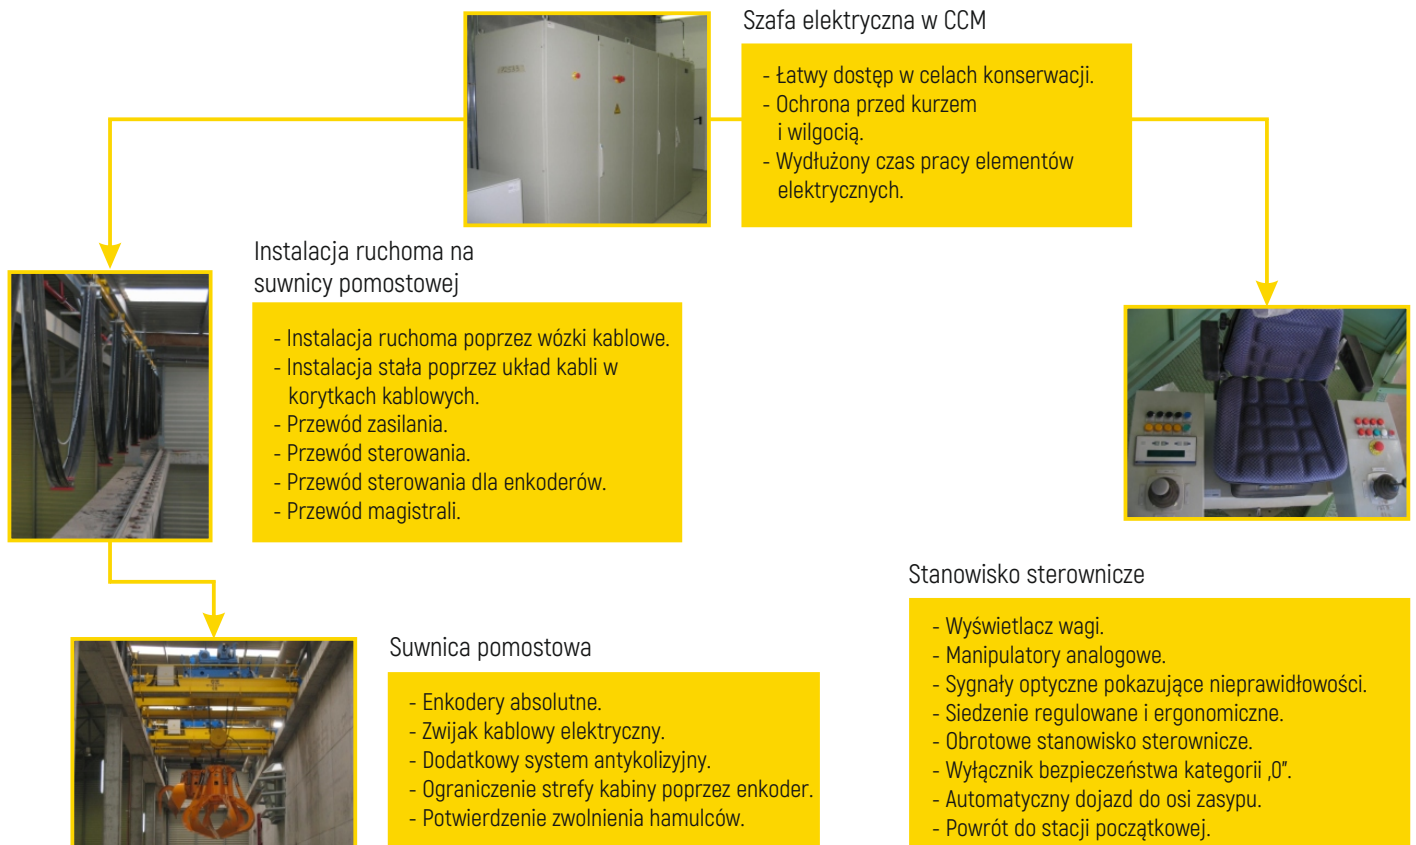 Szafa elektryczna w CCM
- Łatwy dostęp w celach konserwacji.
- Ochrona przed kurzem
i wilgocią.
- Wydłużony czas pracy elementów
elektrycznych.
Instalacja ruchoma na
suwnicy pomostowej
- Instalacja ruchoma poprzez wózki kablowe.
- Instalacja stała poprzez układ kabli w
korytkach kablowych.
- Przewód zasilania.
- Przewód sterowania.
- Przewód sterowania dla enkoderów.
- Przewód magistrali.
Suwnica pomostowa
- Enkodery absolutne.
- Zwijak kablowy elektryczny.
- Dodatkowy system antykolizyjny.
- Ograniczenie strefy kabiny poprzez enkoder.
- Potwierdzenie zwolnienia hamulców.
Stanowisko sterownicze
- Wyświetlacz wagi.
- Manipulatory analogowe.
- Sygnały optyczne pokazujące nieprawidłowości.
- Siedzenie regulowane i ergonomiczne.
- Obrotowe stanowisko sterownicze.
- Wyłącznik bezpieczeństwa kategorii ‚0”.
- Automatyczny dojazd do osi zasypu.
- Powrót do stacji początkowej.